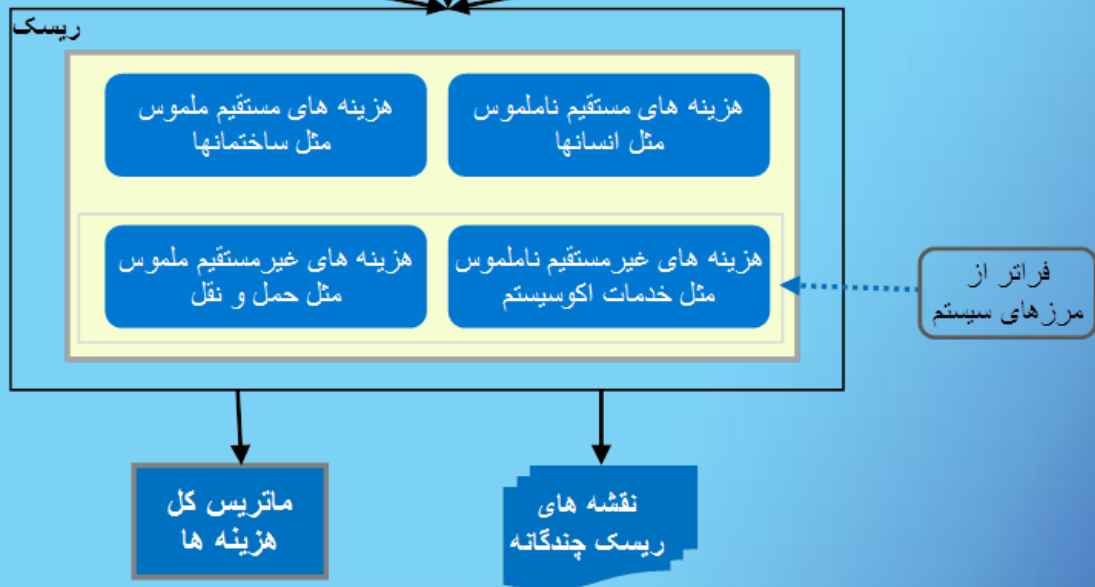 ریسک
هزینه های مستقیم ناملموس
مثل انسانها
هزینه های مستقیم ملموس
مثل ساختمانها
هزینه های غیرمستقیم ناملموس
مثل خدمات اکوسیستم
هزینه های غیرمستقیم ملموس
مثل حمل و نقل
فراتر از
مرزهای سیستم
نقشه های
ریسک چندگانه
ماتریس کل
هزینه ها